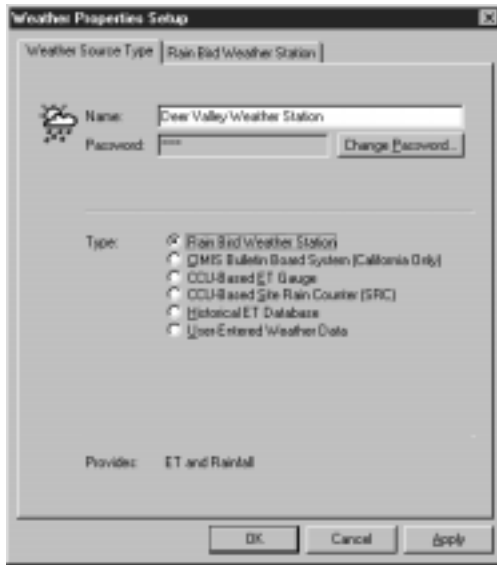 Weather Properties Setup
Weather Source Type Rain Bird Weather Station
Name: Deer Valley Weather Station
Password: **** Change Password...
Type: Rain Bird Weather Station
CIMIS Bulletin Board System (California Only)
CCU-Based ET Gauge
CCU-Based Site Rain Counter (SRC)
Historical ET Database
User-Entered Weather Data
Provides: ET and Rainfall
OK Cancel Apply